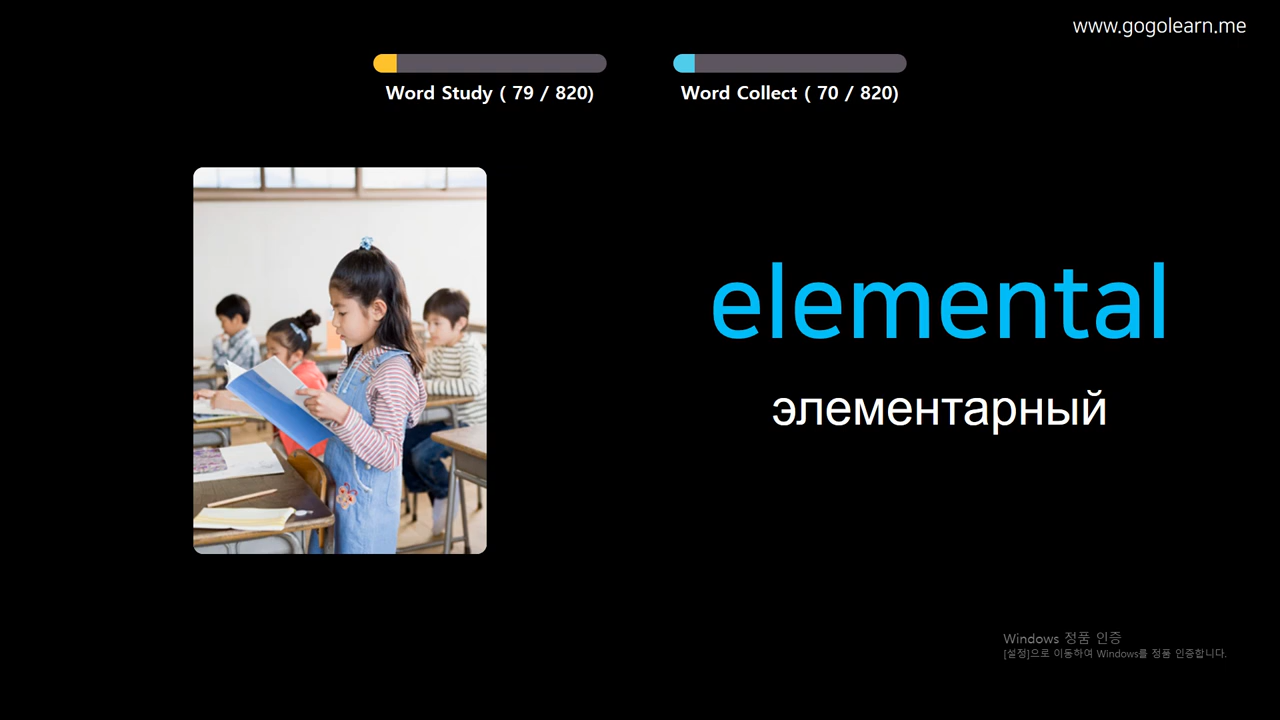 www.gogolearn.me
Word Study ( 79 / 820)
Word Collect ( 70 / 820)
elemental
элементарный
Windows 정품 인증
[설정]으로 이동하여 Windows를 정품 인증합니다.